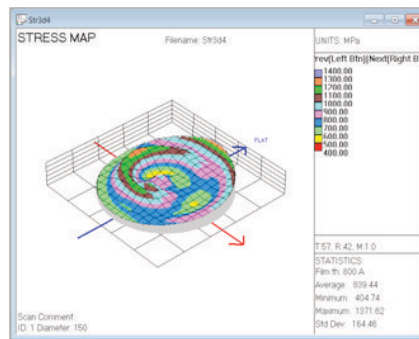 Str3d4
STRESS MAP
Filename: Str3d4
UNITS: MPa
rev(Left Btn)|Next(Right B
1400.00
1300.00
1200.00
1100.00
1000.00
900.00
800.00
700.00
600.00
500.00
400.00
FLAT
T:57, R:42, M:1.0
STATISTICS:
Film th: 800 A
Average: 839.44
Minimum: 404.74
Maximum: 1371.62
Std Dev: 164.46
Scan Comment:
ID: 1 Diameter: 150